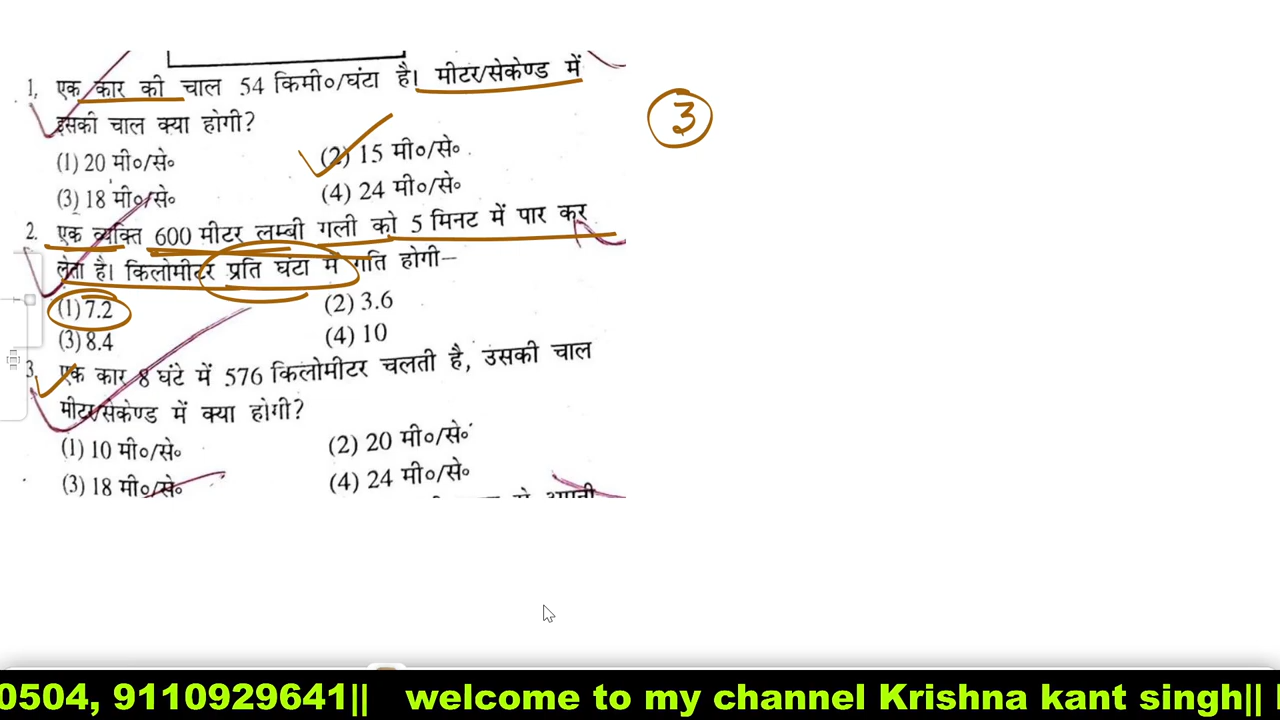 1. एक कार की चाल 54 किमी०/घंटा है। मीटर/सेकेण्ड में
इसकी चाल क्या होगी?
(1) 20 मी०/से०
(2) 15 मी०/से०
(3) 18 मी०/से०
(4) 24 मी०/से०
2. एक व्यक्ति 600 मीटर लम्बी गली को 5 मिनट में पार कर
लेता है। किलोमीटर प्रति घंटा में गति होगी–
(1) 7.2
(2) 3.6
(3) 8.4
(4) 10
3. एक कार 8 घंटे में 576 किलोमीटर चलती है, उसकी चाल
मीटर/सेकेण्ड में क्या होगी?
(1) 10 मी०/से०
(2) 20 मी०/से०
(3) 18 मी०/से०
(4) 24 मी०/से०
से अपनी
3
0504, 9110929641|| welcome to my channel Krishna kant singh||